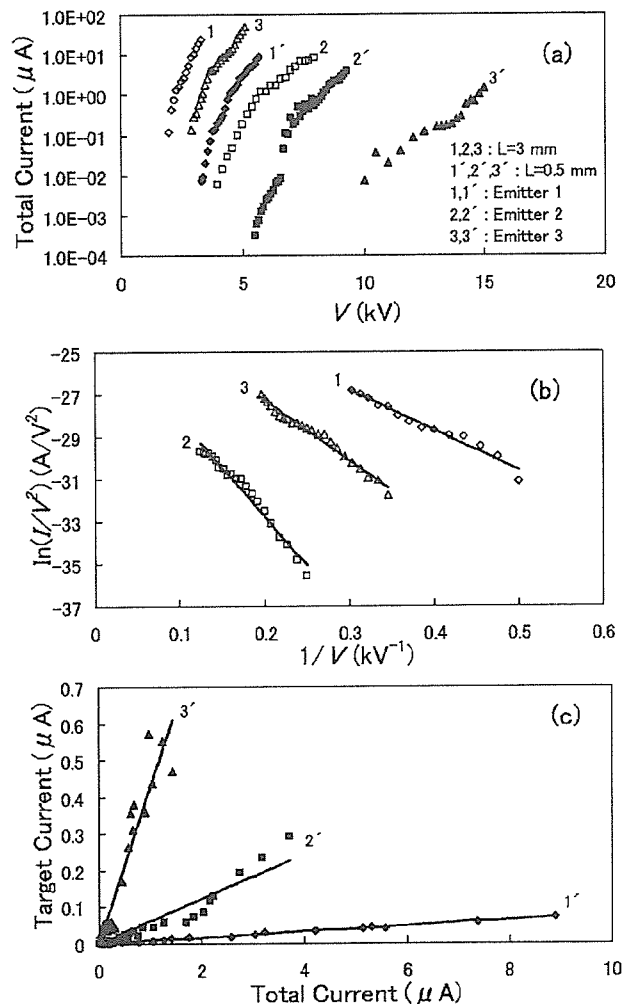 (a)
Total Current (μA)
1.0E+02
1.0E+01
1.0E+00
1.0E-01
1.0E-02
1.0E-03
1.0E-04
1
3
1´
2
2´
3´
1,2,3 : L=3 mm
1´,2´,3´ : L=0.5 mm
1,1´ : Emitter 1
2,2´ : Emitter 2
3,3´ : Emitter 3
0 5 10 15 20
V (kV)
(b)
ln(I/V²) (A/V²)
-25
-27
-29
-31
-33
-35
-37
3
1
2
0 0.1 0.2 0.3 0.4 0.5 0.6
1/V (kV⁻¹)
(c)
Target Current (μA)
0.7
0.6
0.5
0.4
0.3
0.2
0.1
0
3´
2´
1´
0 2 4 6 8 10
Total Current (μA)